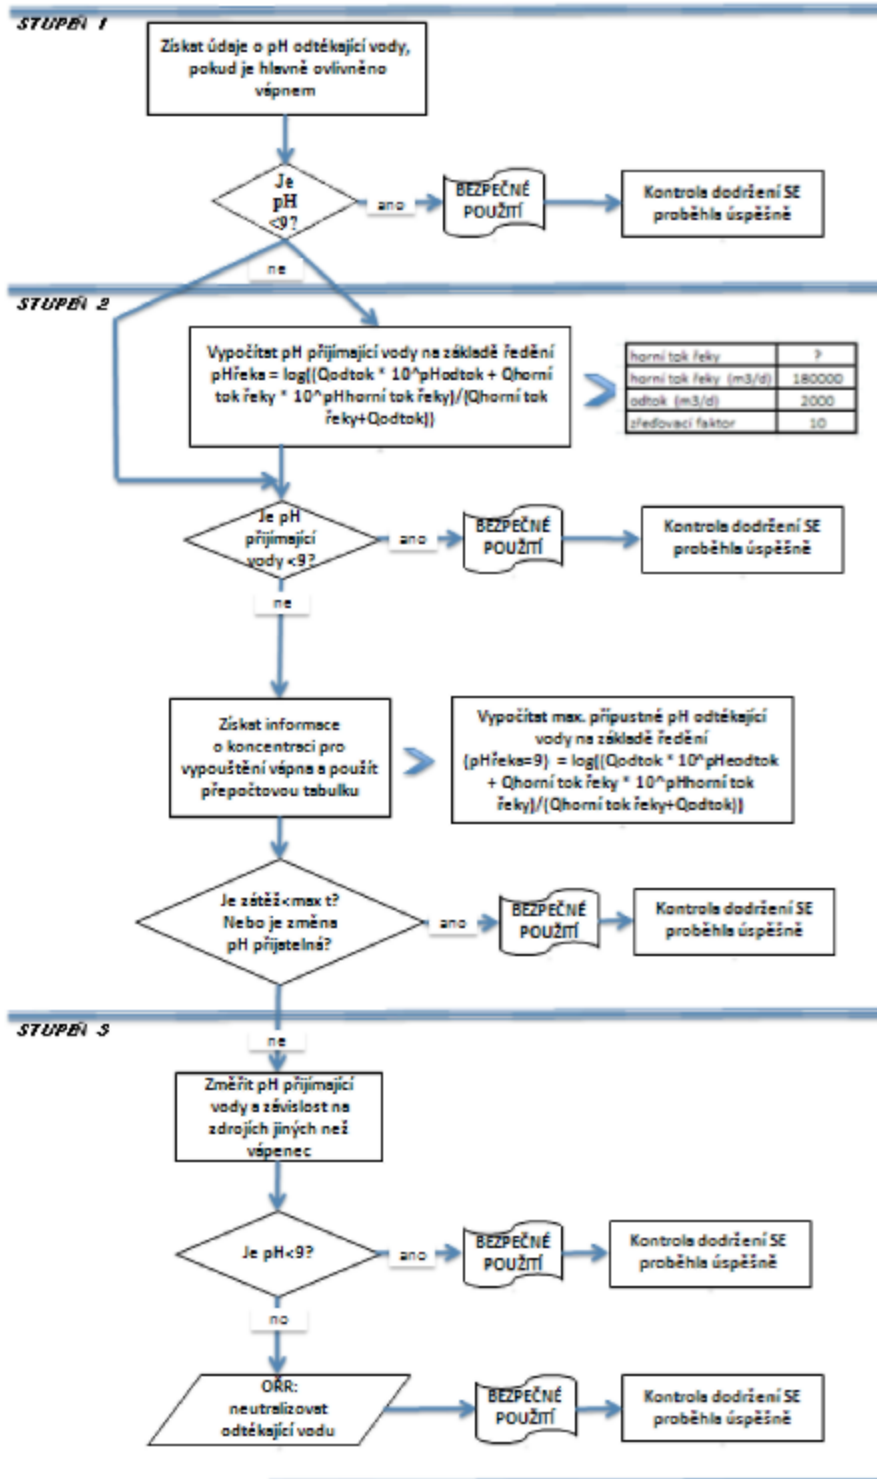 STUPEŇ 1
Získat údaje o pH odtékající vody,
pokud je hlavně ovlivněno
vápnem
Je
pH
<9?
ano
BEZPEČNÉ
POUŽITÍ
Kontrola dodržení SE
proběhla úspěšně
ne
STUPEŇ 2
Vypočítat pH přijímající vody na základě ředění
pHřeka = log((Qodtok * 10^pHodtok + Qhorní
tok řeky * 10^pHhorní tok řeky)/(Qhorní tok
řeky+Qodtok))
horní tok řeky ?
horní tok řeky (m3/d) 180000
odtok (m3/d) 2000
zřeďovací faktor 10
Je pH
přijímající
vody <9?
ano
BEZPEČNÉ
POUŽITÍ
Kontrola dodržení SE
proběhla úspěšně
ne
Získat informace
o koncentraci pro
vypouštění vápna a použít
přepočtovou tabulku
Vypočítat max. přípustné pH odtékající
vody na základě ředění
(pHřeka=9) = log((Qodtok * 10^pHeodtok
+ Qhorní tok řeky * 10^pHhorní tok
řeky)/(Qhorní tok řeky+Qodtok))
Je zátěž<max t?
Nebo je změna
pH přijatelná?
ano
BEZPEČNÉ
POUŽITÍ
Kontrola dodržení SE
proběhla úspěšně
STUPEŇ 3
ne
Změřit pH přijímající
vody a závislost na
zdrojích jiných než
vápenec
Je pH<9?
ano
BEZPEČNÉ
POUŽITÍ
Kontrola dodržení SE
proběhla úspěšně
no
OŘR:
neutralizovat
odtékající vodu
BEZPEČNÉ
POUŽITÍ
Kontrola dodržení SE
proběhla úspěšně